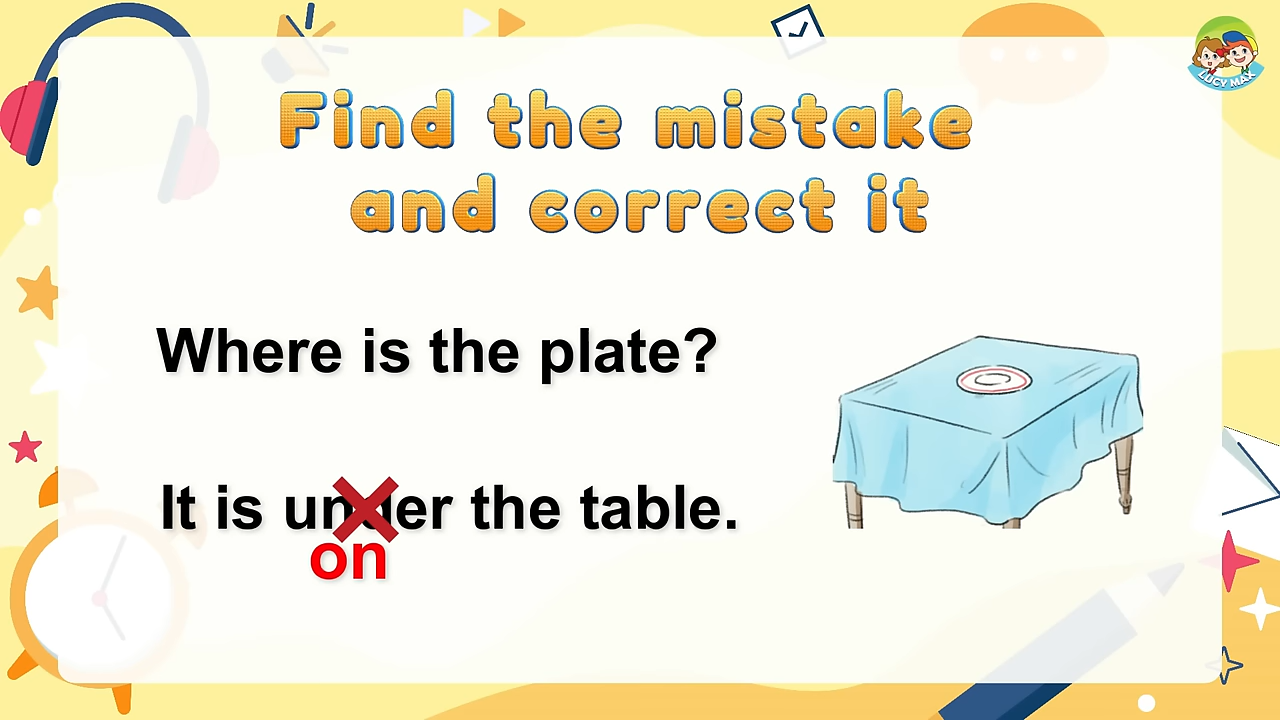 LUCY MAX
Find the mistake
and correct it
Where is the plate?
It is under the table.
on